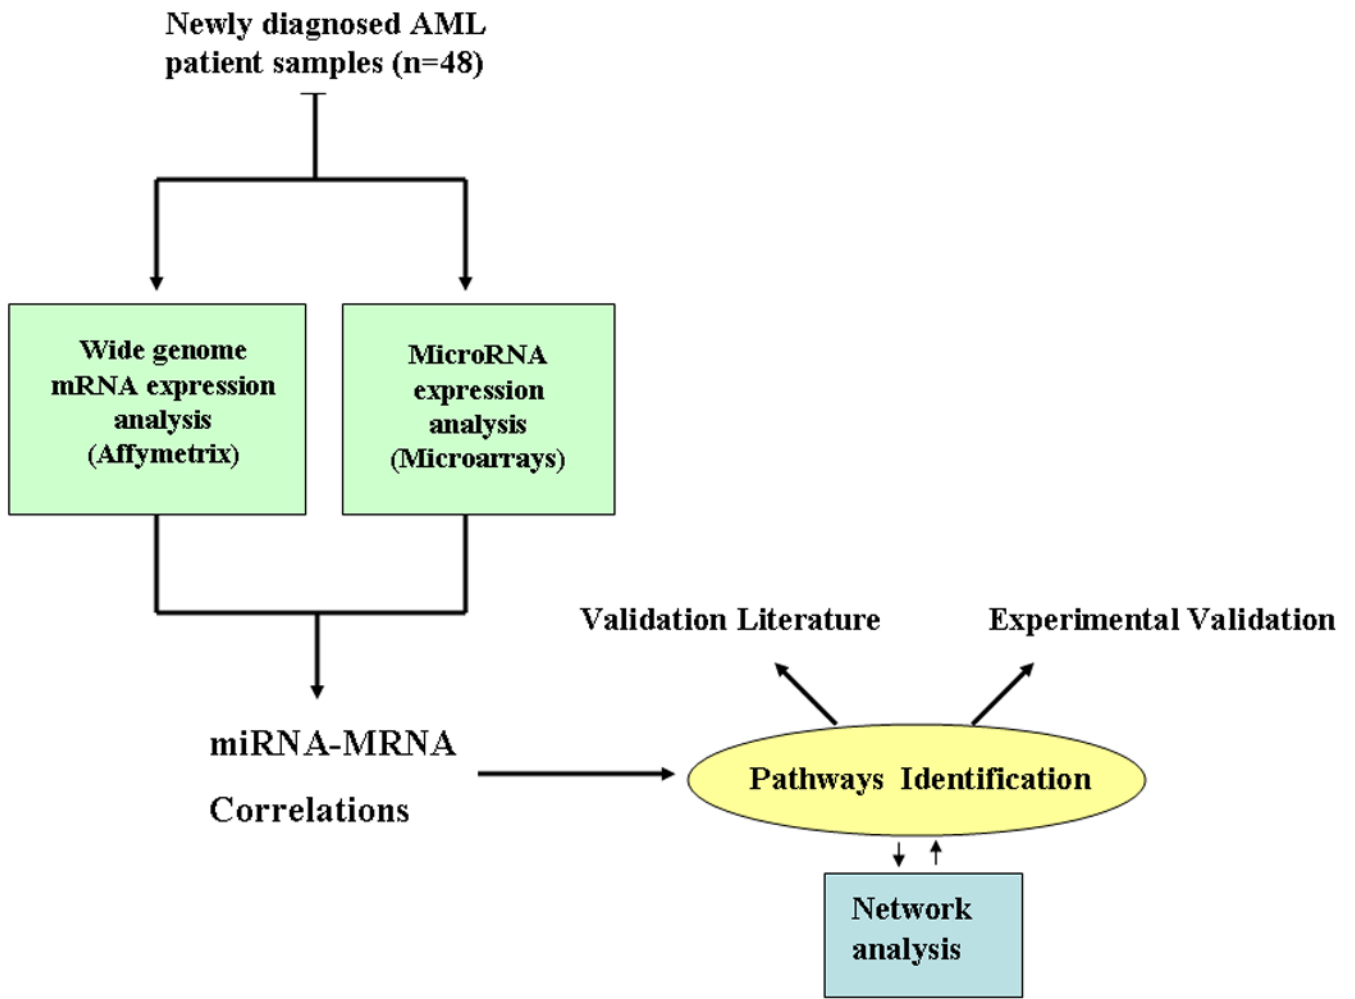 Newly diagnosed AML
patient samples (n=48)
Wide genome
mRNA expression
analysis
(Affymetrix)
MicroRNA
expression
analysis
(Microarrays)
Validation Literature
Experimental Validation
miRNA-MRNA
Correlations
Pathways Identification
Network
analysis